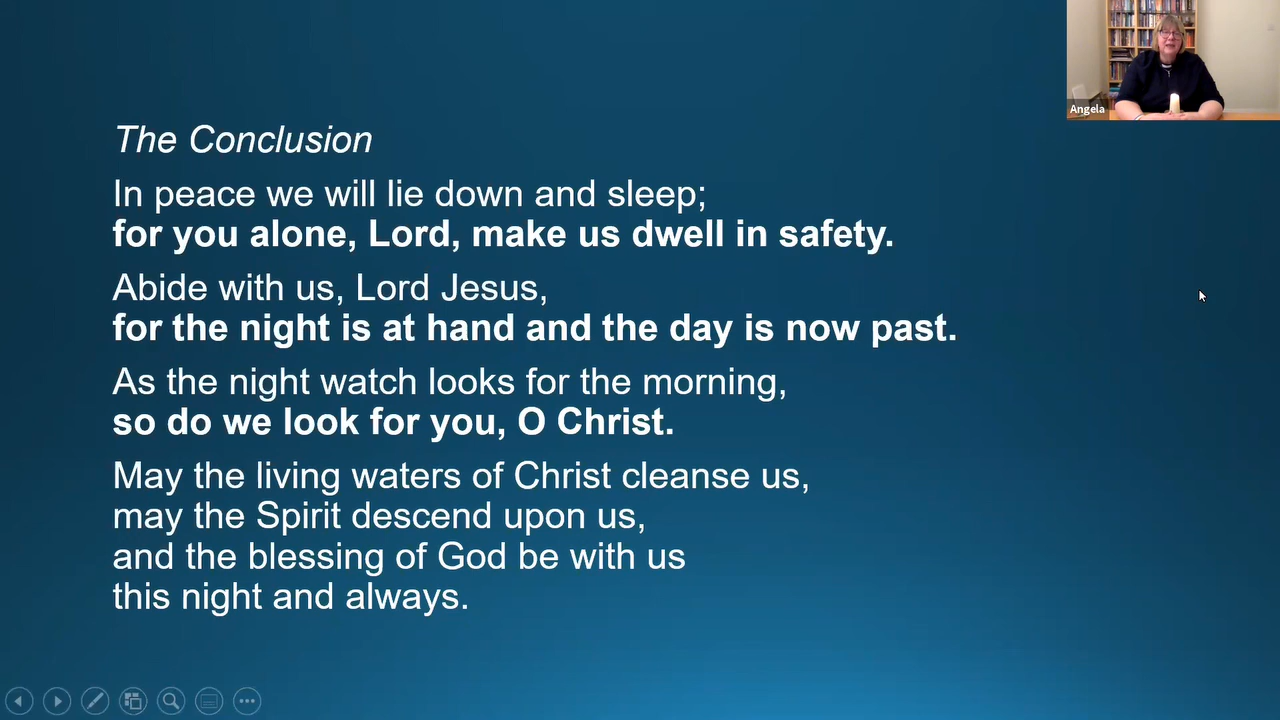 Angela
The Conclusion
In peace we will lie down and sleep;
for you alone, Lord, make us dwell in safety.
Abide with us, Lord Jesus,
for the night is at hand and the day is now past.
As the night watch looks for the morning,
so do we look for you, O Christ.
May the living waters of Christ cleanse us,
may the Spirit descend upon us,
and the blessing of God be with us
this night and always.